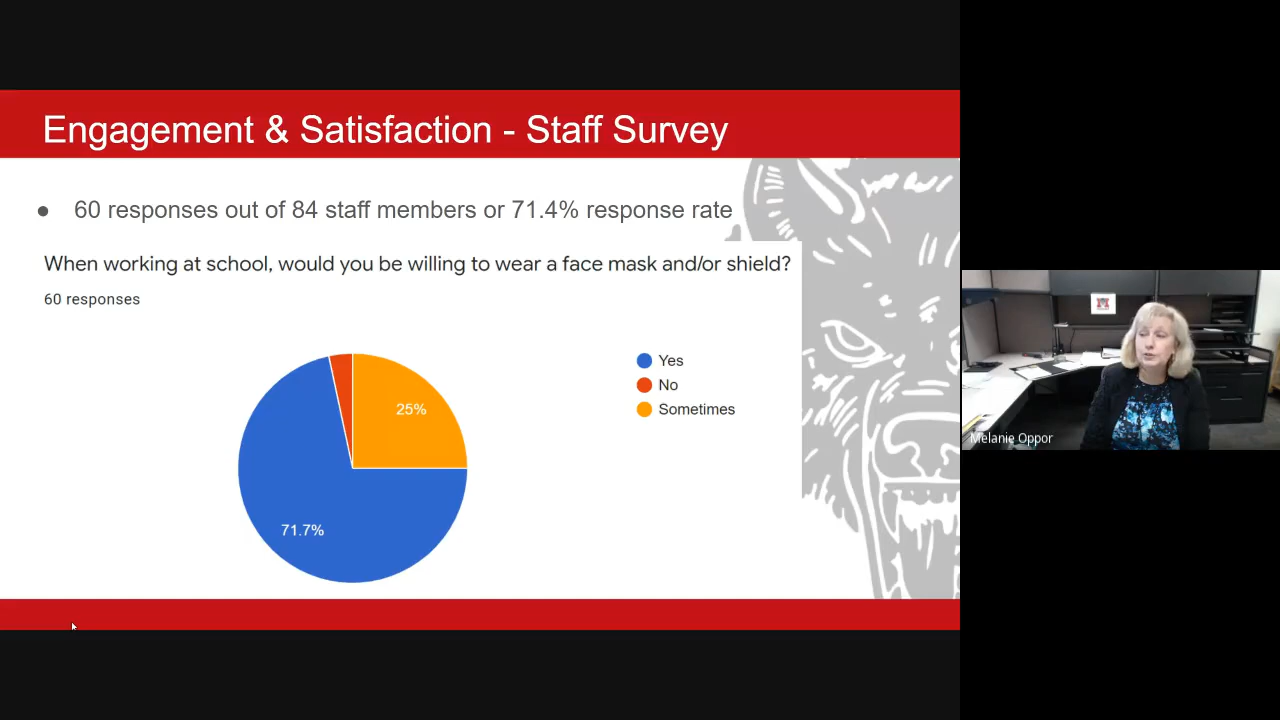 Engagement & Satisfaction - Staff Survey
● 60 responses out of 84 staff members or 71.4% response rate
When working at school, would you be willing to wear a face mask and/or shield?
60 responses
Yes
No
Sometimes
25%
71.7%
Melanie Oppor